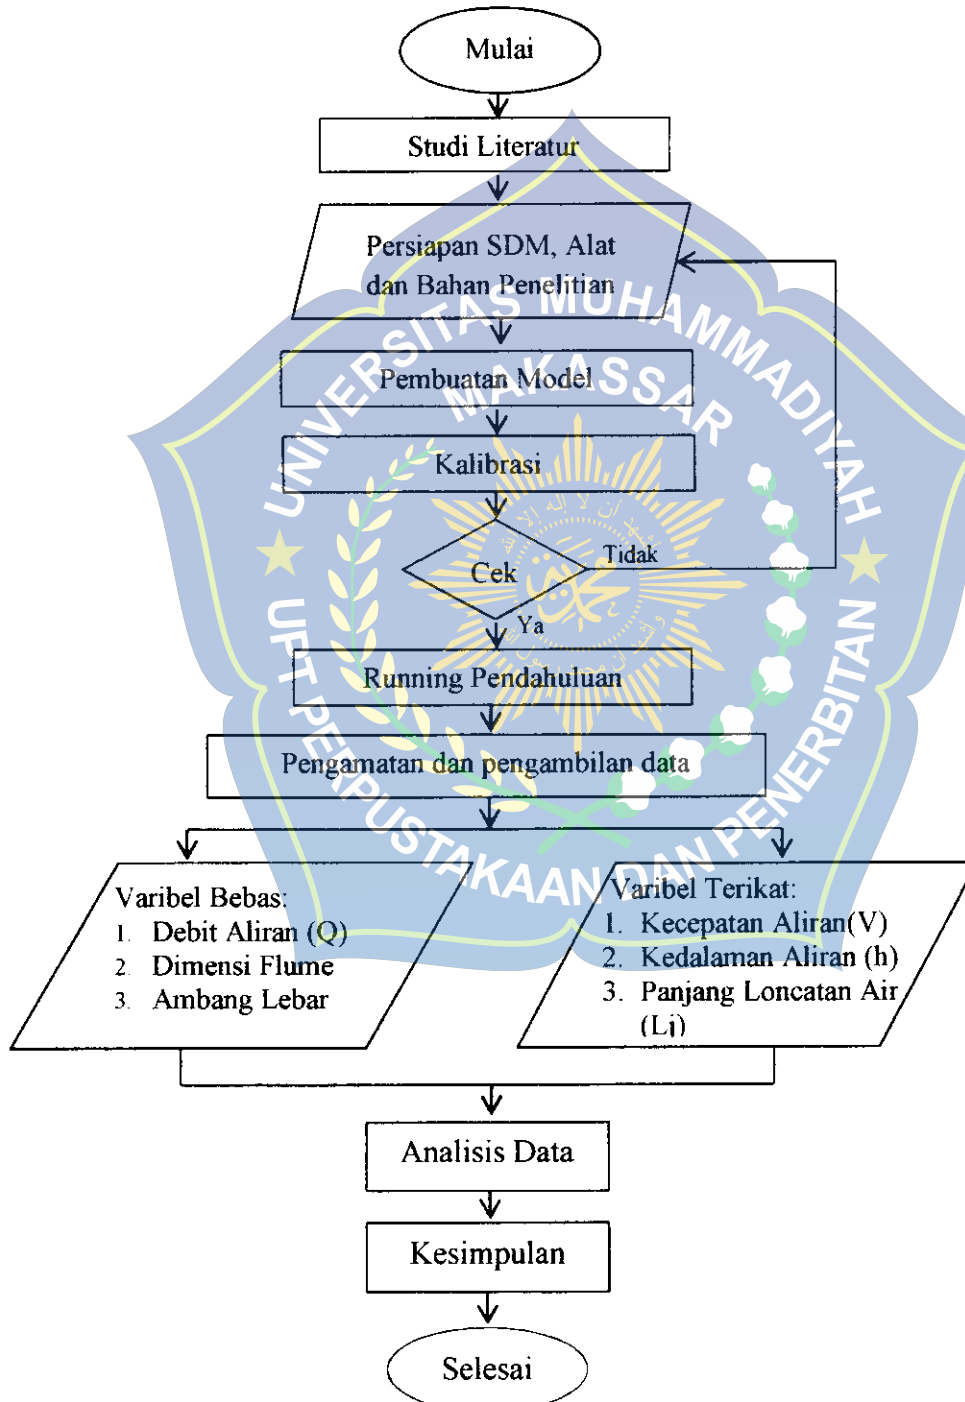 Mulai
Studi Literatur
Persiapan SDM, Alat
dan Bahan Penelitian
Pembuatan Model
Kalibrasi
Cek
Tidak
Ya
Running Pendahuluan
Pengamatan dan pengambilan data
Varibel Bebas:
1. Debit Aliran (Q)
2. Dimensi Flume
3. Ambang Lebar
Varibel Terikat:
1. Kecepatan Aliran(V)
2. Kedalaman Aliran (h)
3. Panjang Loncatan Air
(Lj)
Analisis Data
Kesimpulan
Selesai
UNIVERSITAS MUHAMMADIYAH
MAKASSAR
UPT PERPUSTAKAAN DAN PENERBITAN